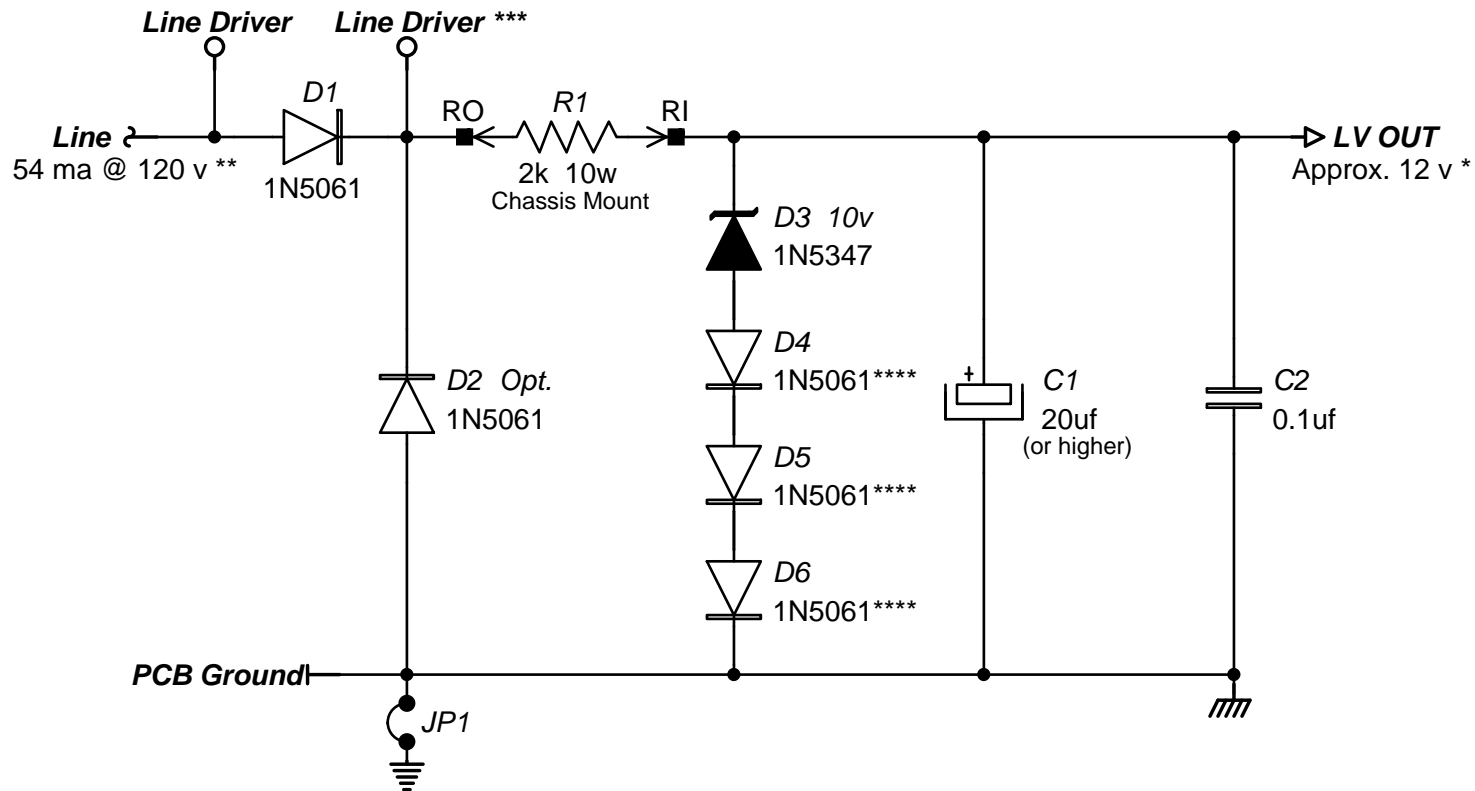 Line Driver
Line Driver ***
D1
RO
R1
RI
Line
LV OUT
54 ma @ 120 v **
1N5061
2k 10w
Chassis Mount
Approx. 12 v *
D3 10v
1N5347
D4
1N5061****
D2 Opt.
1N5061
+
C1
20uf
(or higher)
C2
0.1uf
D5
1N5061****
D6
1N5061****
PCB Ground
JP1